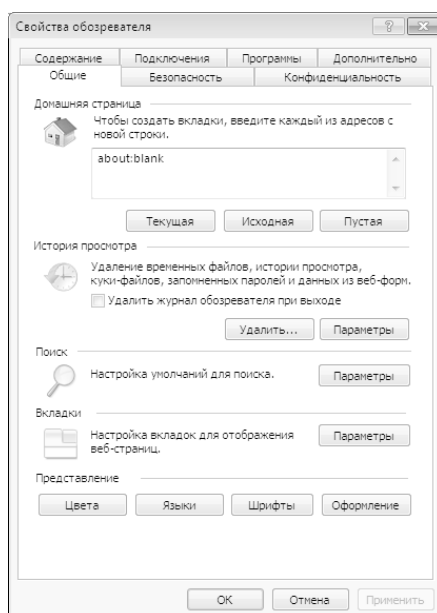 Свойства обозревателя
Содержание Подключения Программы Дополнительно
Общие Безопасность Конфиденциальность
Домашняя страница
Чтобы создать вкладки, введите каждый из адресов с
новой строки.
about:blank
Текущая Исходная Пустая
История просмотра
Удаление временных файлов, истории просмотра,
куки-файлов, запомненных паролей и данных из веб-форм.
Удалить журнал обозревателя при выходе
Удалить... Параметры
Поиск
Настройка умолчаний для поиска. Параметры
Вкладки
Настройка вкладок для отображения
веб-страниц. Параметры
Представление
Цвета Языки Шрифты Оформление
ОК Отмена Применить